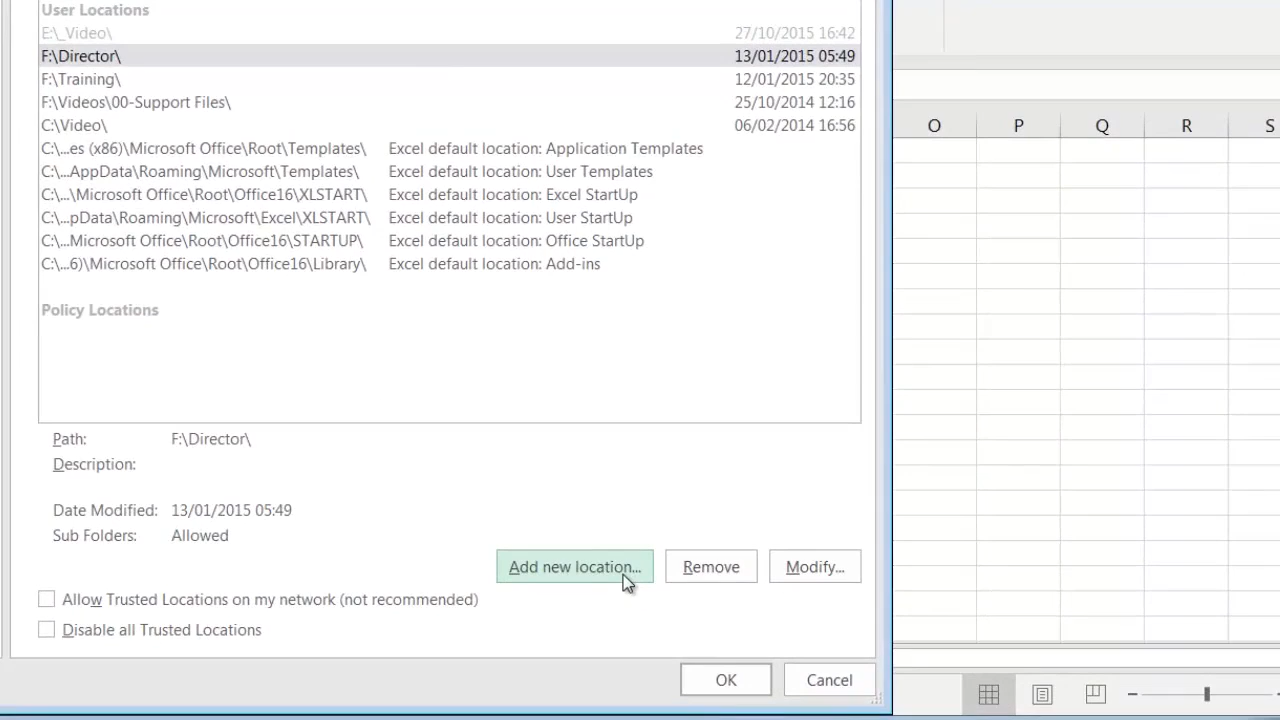 User Locations
E:\_Video\ 27/10/2015 16:42
F:\Director\ 13/01/2015 05:49
F:\Training\ 12/01/2015 20:35
F:\Videos\00-Support Files\ 25/10/2014 12:16
C:\Video\ 06/02/2014 16:56
C:\...es (x86)\Microsoft Office\Root\Templates\ Excel default location: Application Templates
C:\...AppData\Roaming\Microsoft\Templates\ Excel default location: User Templates
C:\...\Microsoft Office\Root\Office16\XLSTART\ Excel default location: Excel StartUp
C:\...pData\Roaming\Microsoft\Excel\XLSTART\ Excel default location: User StartUp
C:\...Microsoft Office\Root\Office16\STARTUP\ Excel default location: Office StartUp
C:\...6)\Microsoft Office\Root\Office16\Library\ Excel default location: Add-ins
Policy Locations
Path: F:\Director\
Description:
Date Modified: 13/01/2015 05:49
Sub Folders: Allowed
Add new location... Remove Modify...
Allow Trusted Locations on my network (not recommended)
Disable all Trusted Locations
OK Cancel
O P Q R S